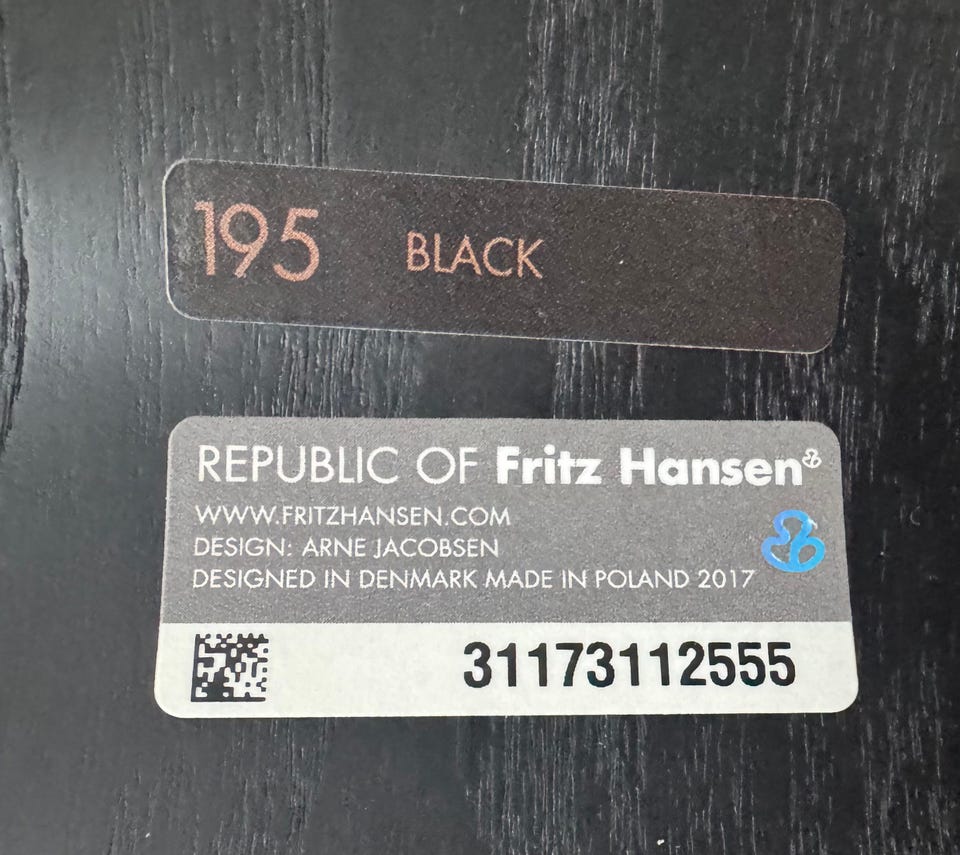 195 BLACK
REPUBLIC OF Fritz Hansen
WWW.FRITZHANSEN.COM
DESIGN: ARNE JACOBSEN
DESIGNED IN DENMARK MADE IN POLAND 2017
31173112555